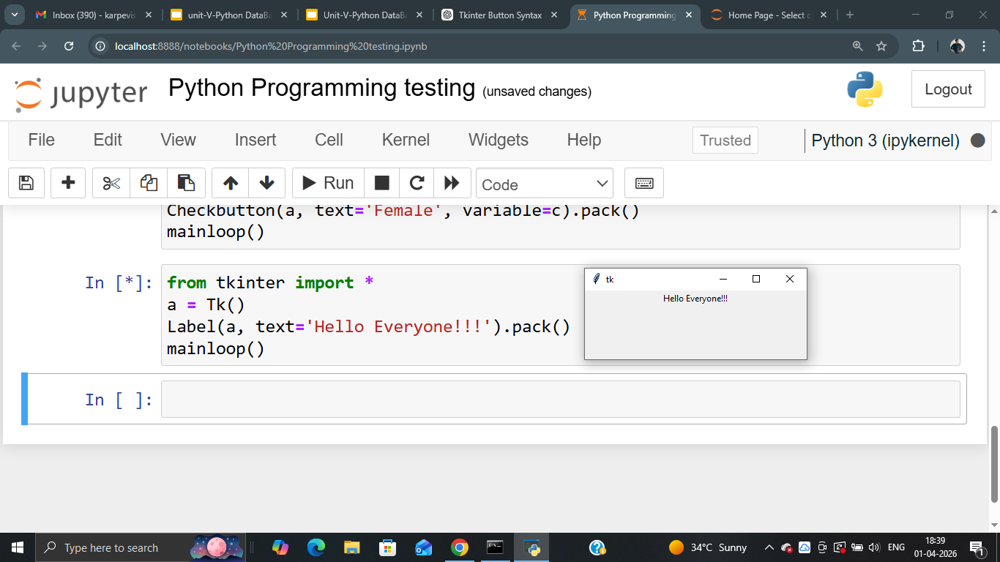 Inbox (390) - karpevis
unit-V-Python DataBa
Unit-V-Python DataBa
Tkinter Button Syntax
Python Programming
Home Page - Select o
localhost:8888/notebooks/Python%20Programming%20testing.ipynb
jupyter Python Programming testing (unsaved changes) Logout
File Edit View Insert Cell Kernel Widgets Help Trusted Python 3 (ipykernel)
Run Code
Checkbutton(a, text='Female', variable=c).pack()
mainloop()
In [*]: from tkinter import *
a = Tk()
Label(a, text='Hello Everyone!!!').pack()
mainloop()
tk
Hello Everyone!!!
In [ ]:
Type here to search
34°C Sunny
ENG
18:39
01-04-2026
1